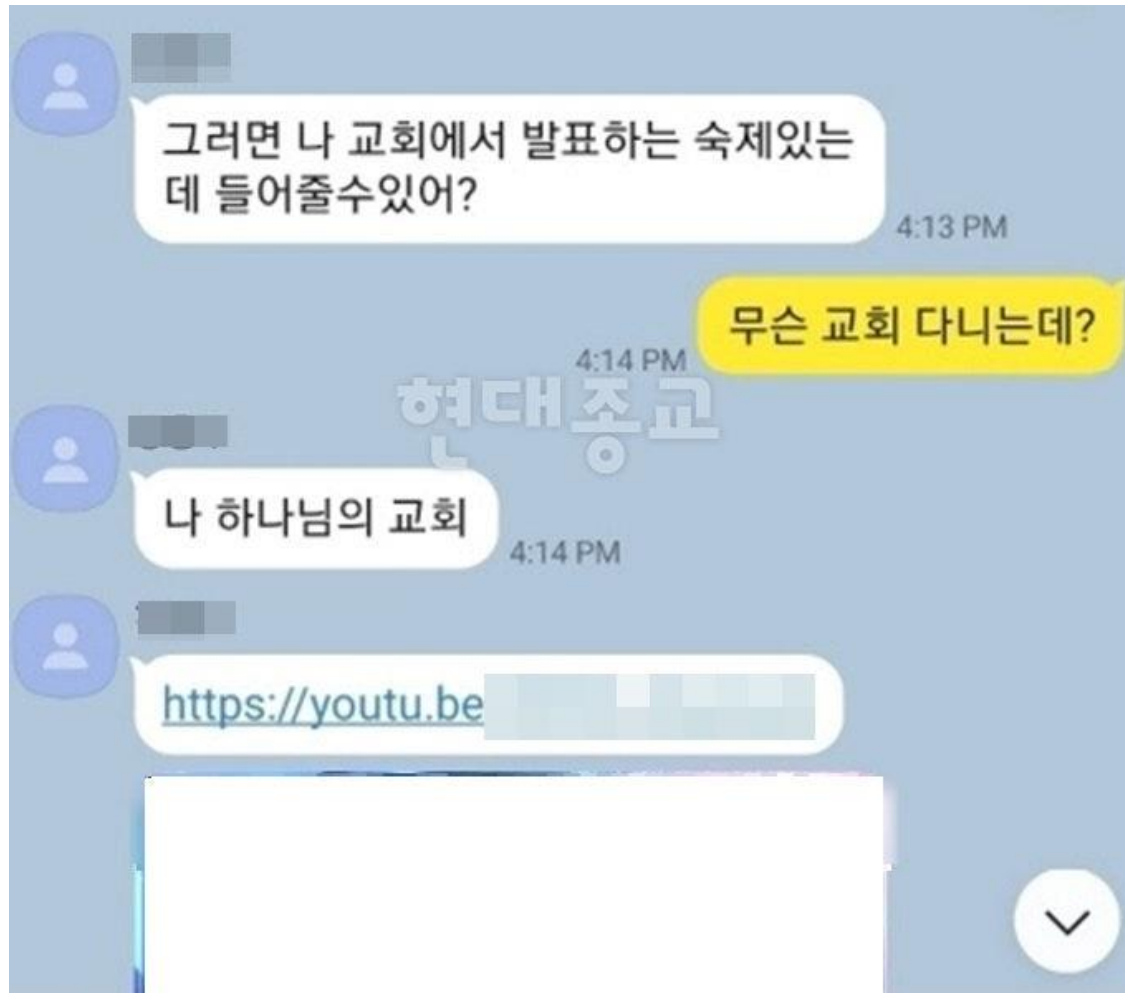 그러면 나 교회에서 발표하는 숙제있는
데 들어줄수있어?
4:13 PM
무슨 교회 다니는데?
4:14 PM
현대종교
나 하나님의 교회
4:14 PM
https://youtu.be